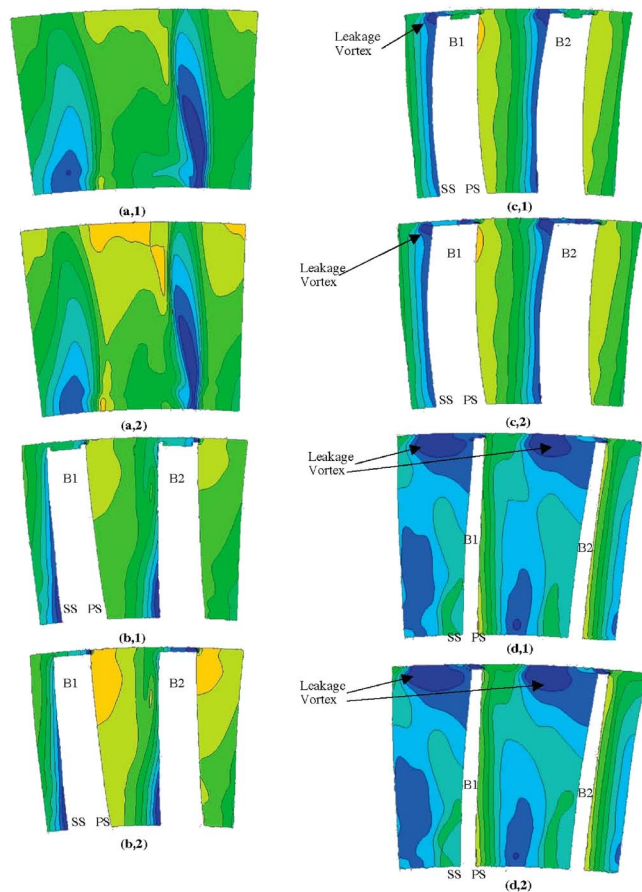 (a,1)
(a,2)
B1
B2
SS PS
(b,1)
B1
B2
SS PS
(b,2)
Leakage
Vortex
B1
B2
SS PS
(c,1)
B1
B2
Leakage
Vortex
SS PS
(c,2)
Leakage
Vortex
B1
B2
SS PS
(d,1)
Leakage
Vortex
B1
B2
SS PS
(d,2)